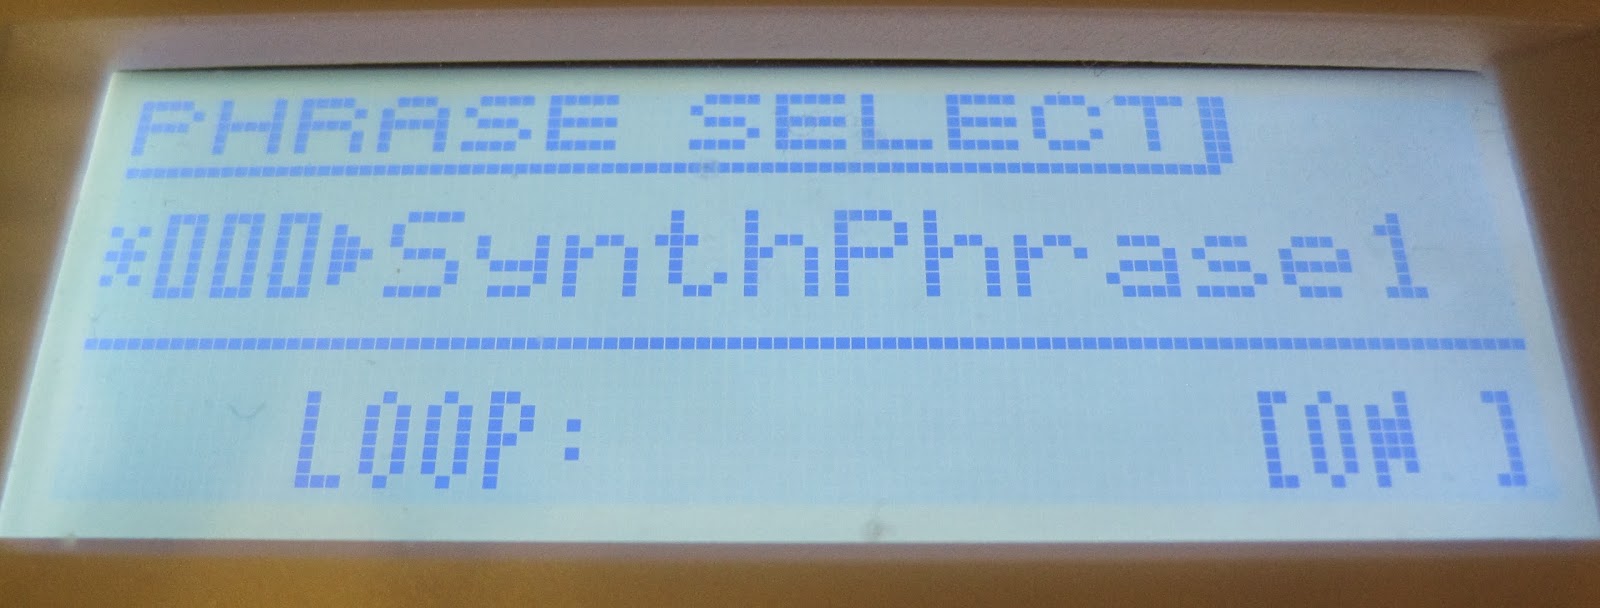 PHRASE SELECT
*000▶SynthPhrase1
LOOP: [ON ]